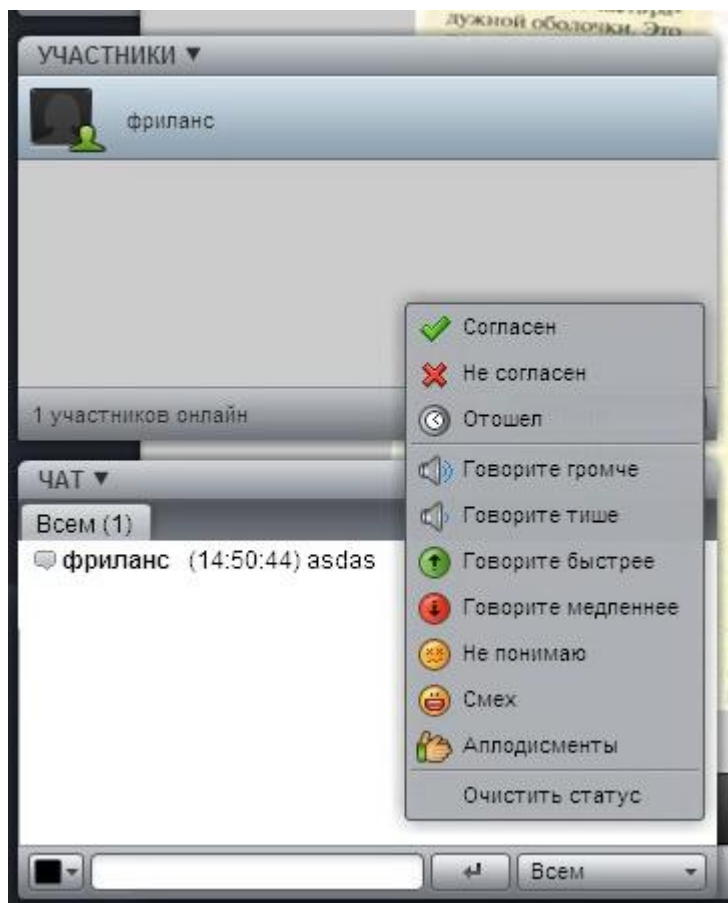 дужной оболочки. Это
УЧАСТНИКИ
фриланс
1 участников онлайн
Согласен
Не согласен
Отошел
Говорите громче
Говорите тише
Говорите быстрее
Говорите медленнее
Не понимаю
Смех
Апплодисменты
Очистить статус
ЧАТ
Всем (1)
фриланс (14:50:44) asdas
Всем